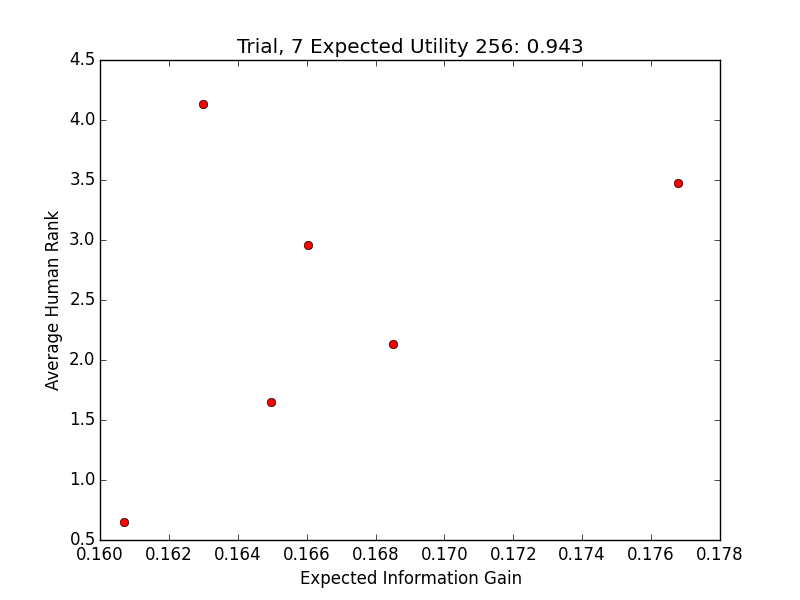 Trial, 7 Expected Utility 256: 0.943
4.5
4.0
3.5
3.0
2.5
2.0
1.5
1.0
0.5
Average Human Rank
0.160 0.162 0.164 0.166 0.168 0.170 0.172 0.174 0.176 0.178
Expected Information Gain